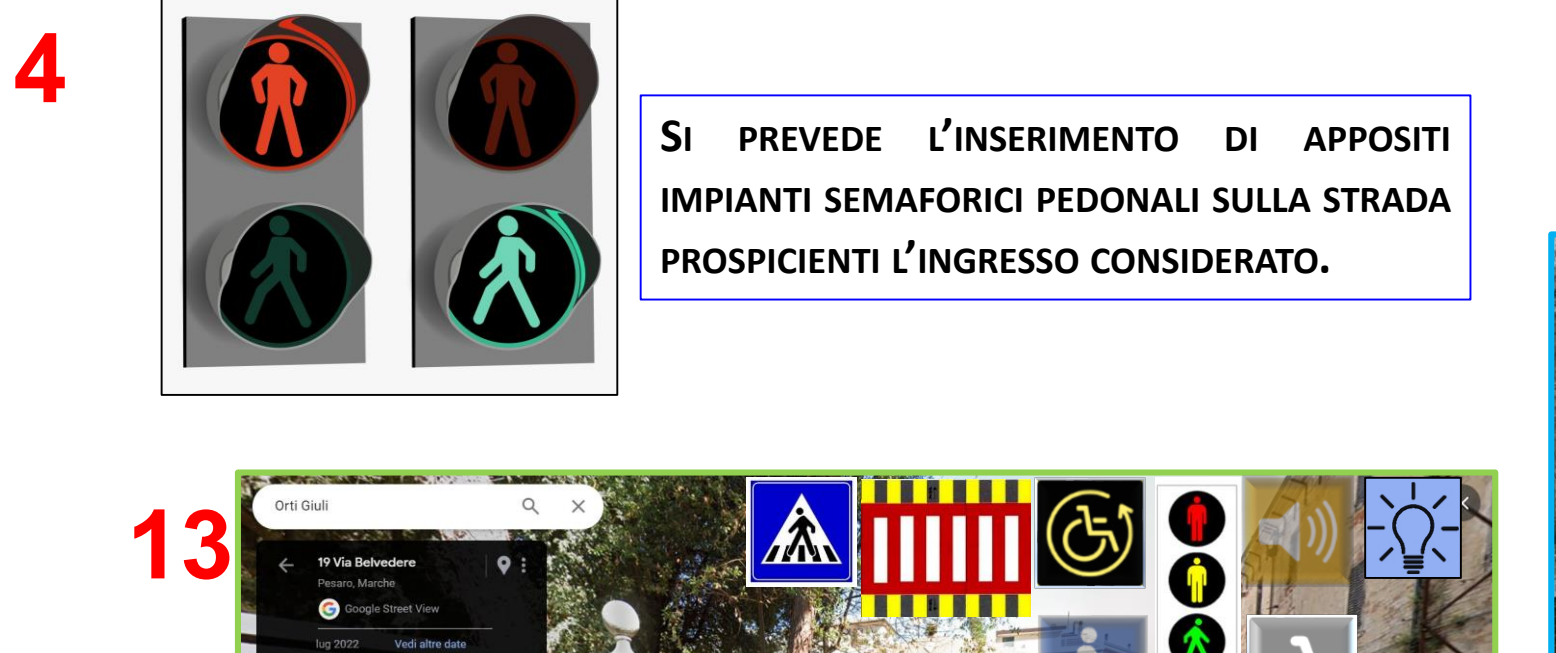 4
SI PREVEDE L'INSERIMENTO DI APPOSITI
IMPIANTI SEMAFORICI PEDONALI SULLA STRADA
PROSPICIENTI L'INGRESSO CONSIDERATO.
13
Orti Giuli
19 Via Belvedere
Pesaro, Marche
Google Street View
lug 2022 Vedi altre date